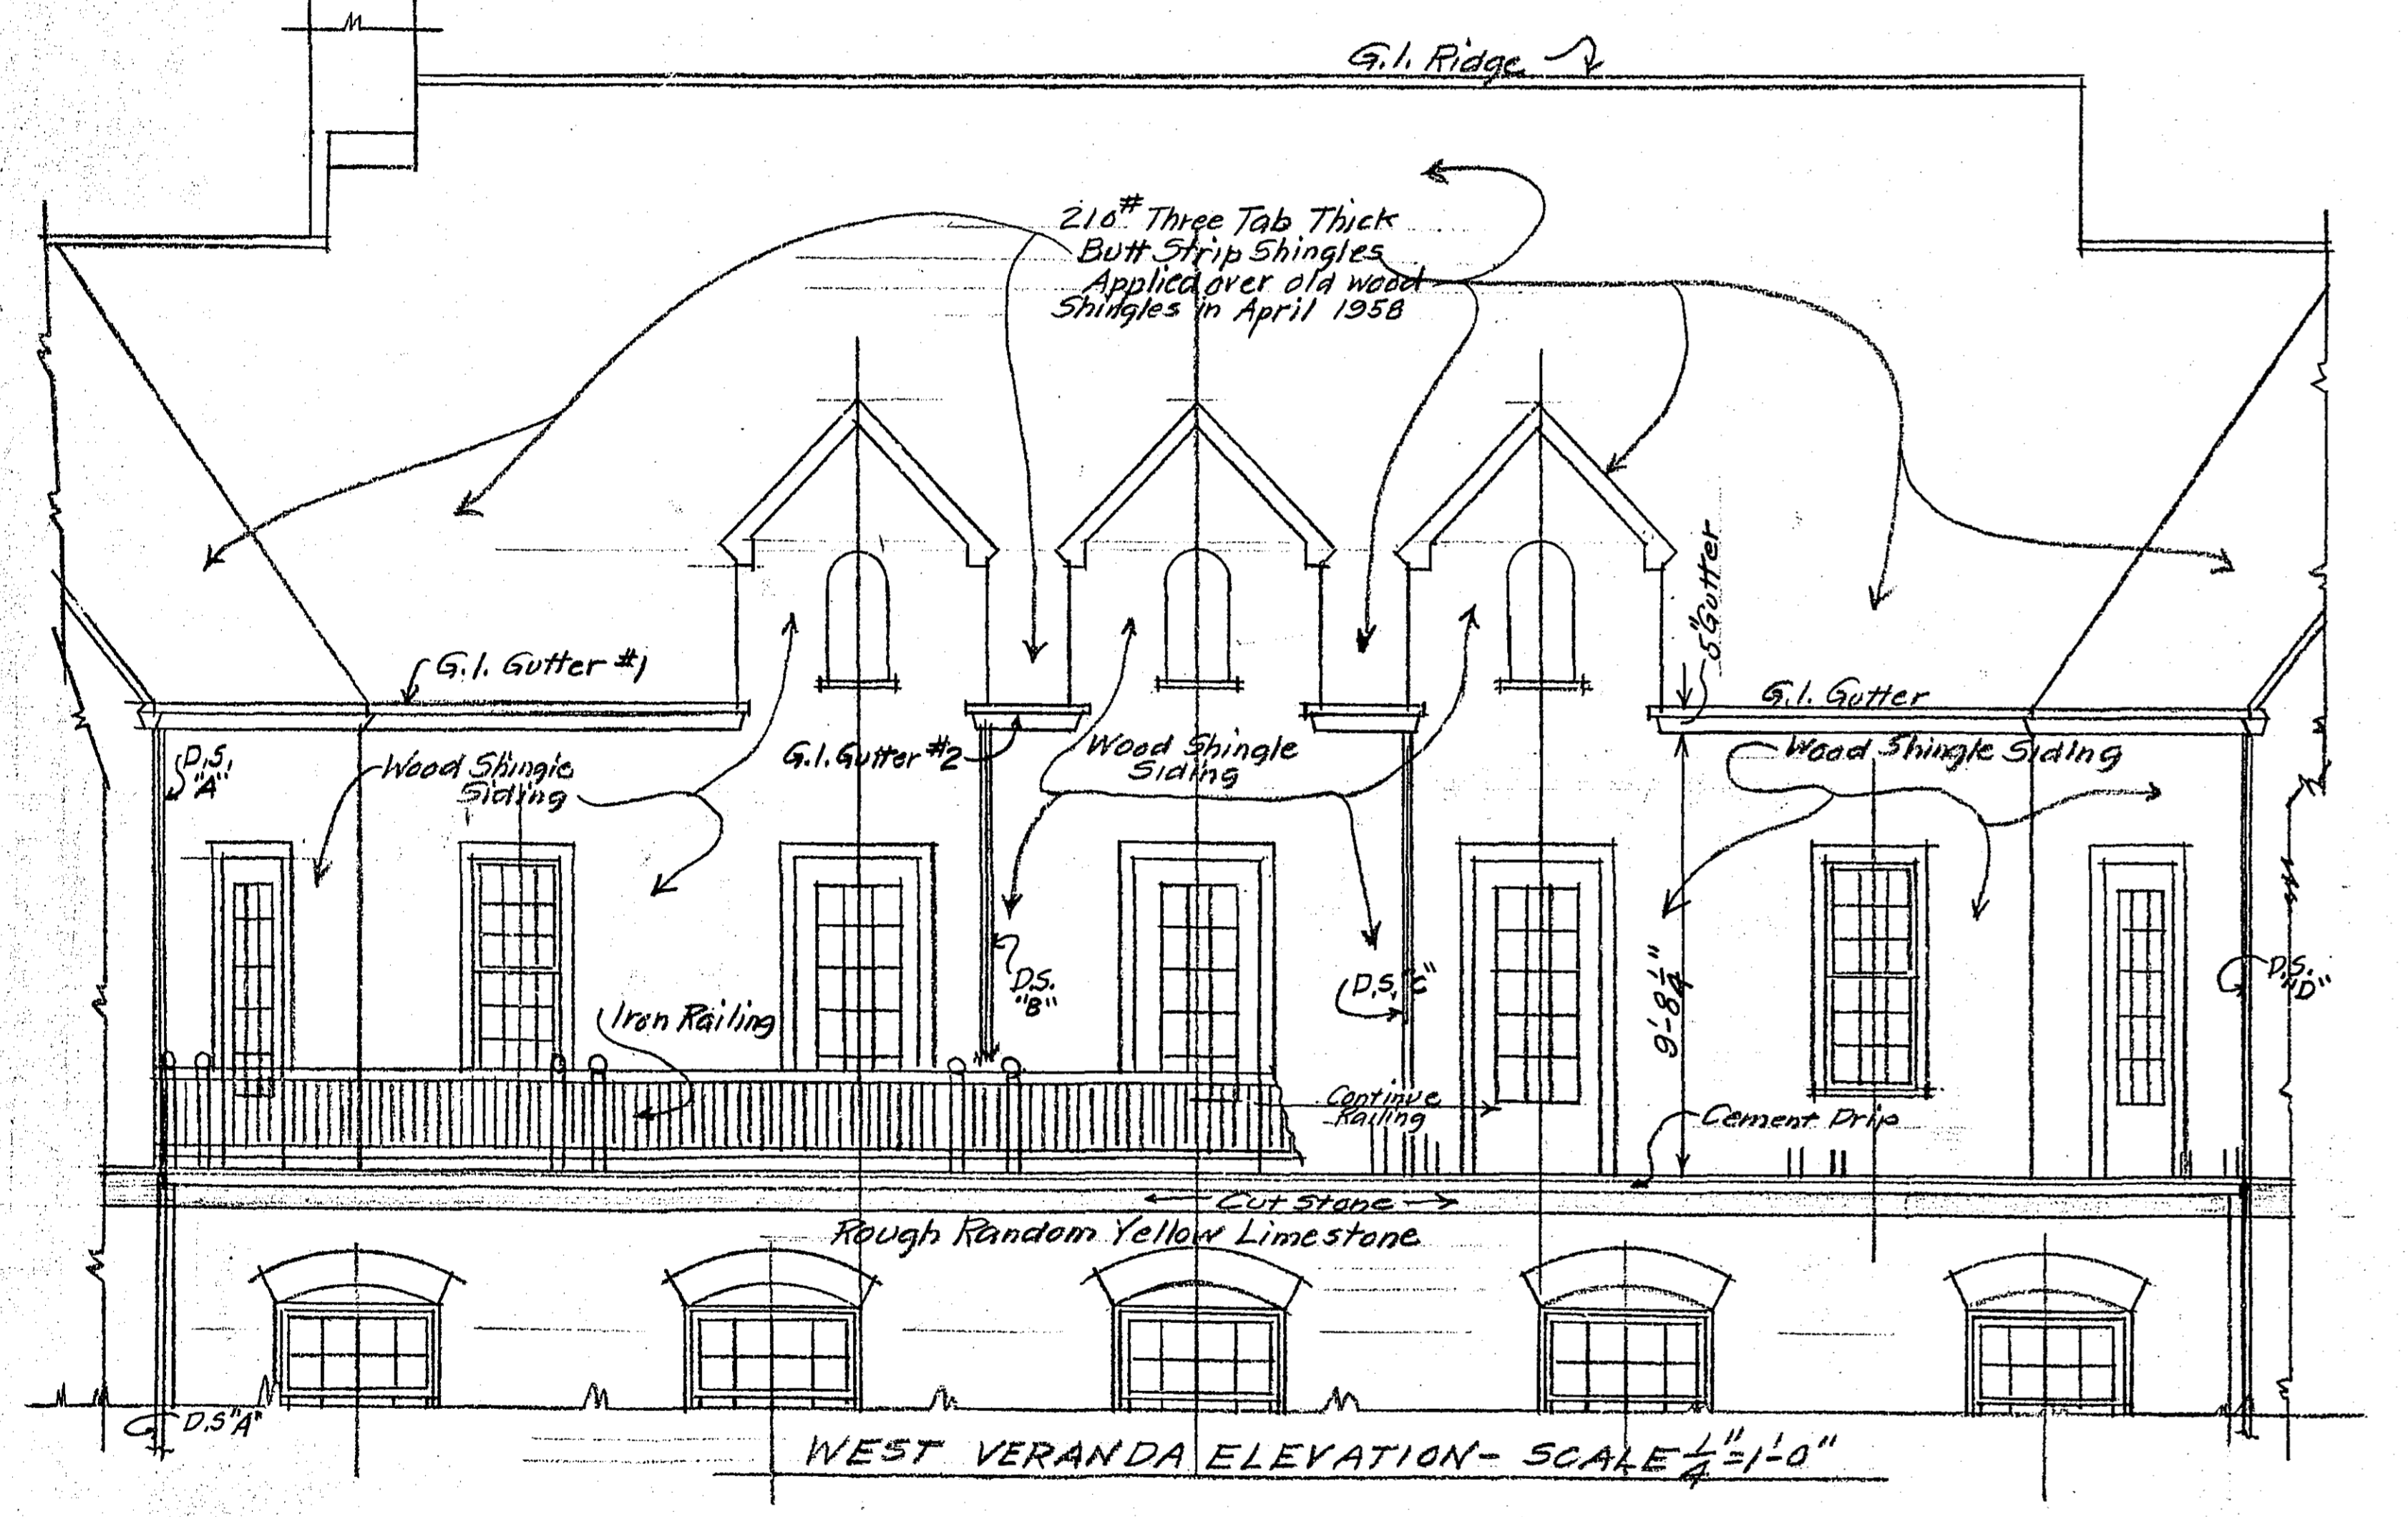 G.I. Ridge
210# Three Tab Thick
Butt Strip Shingles
Applied over old wood
Shingles in April 1958
5" Gutter
G.I. Gutter #1
G.I. Gutter
D.S.
"A"
Wood Shingle
Siding
G.I. Gutter #2
Wood Shingle
Siding
Wood Shingle Siding
D.S.
"B"
D.S. "C"
9'-8 1/4"
D.S.
"D"
Iron Railing
Continue
Railing
Cement Drip
Cut Stone
Rough Random Yellow Limestone
D.S "A"
WEST VERANDA ELEVATION - SCALE 1/4" = 1'-0"